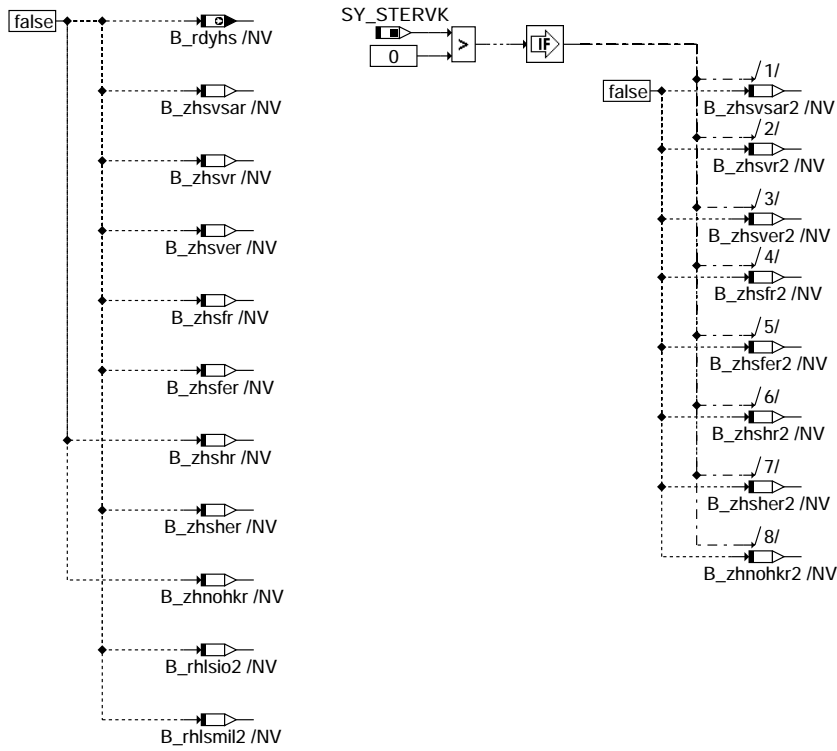 false
B_rdyhs /NV
B_zhsvsar /NV
B_zhsvr /NV
B_zhsver /NV
B_zhsfr /NV
B_zhsfer /NV
B_zhshr /NV
B_zhsher /NV
B_zhnohkr /NV
B_rhlsio2 /NV
B_rhlsmil2 /NV
SY_STERVK
0
>
IF
false
1/
B_zhsvsar2 /NV
2/
B_zhsvr2 /NV
3/
B_zhsver2 /NV
4/
B_zhsfr2 /NV
5/
B_zhsfer2 /NV
6/
B_zhshr2 /NV
7/
B_zhsher2 /NV
8/
B_zhnohkr2 /NV